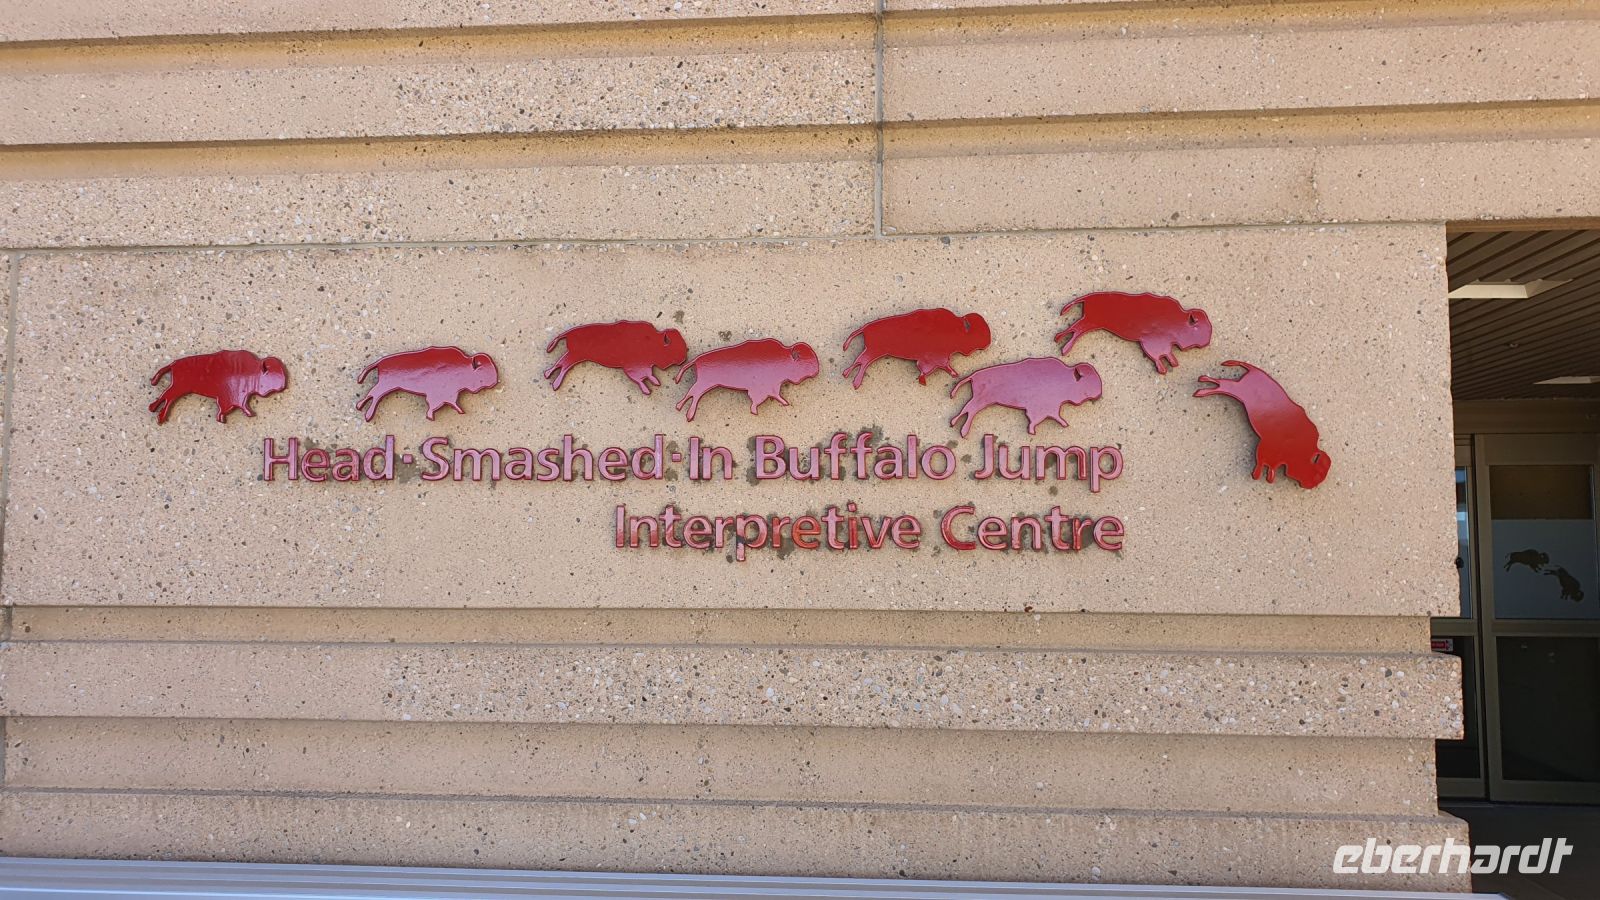 Head·Smashed·In Buffalo Jump
Interpretive Centre
eberhardt